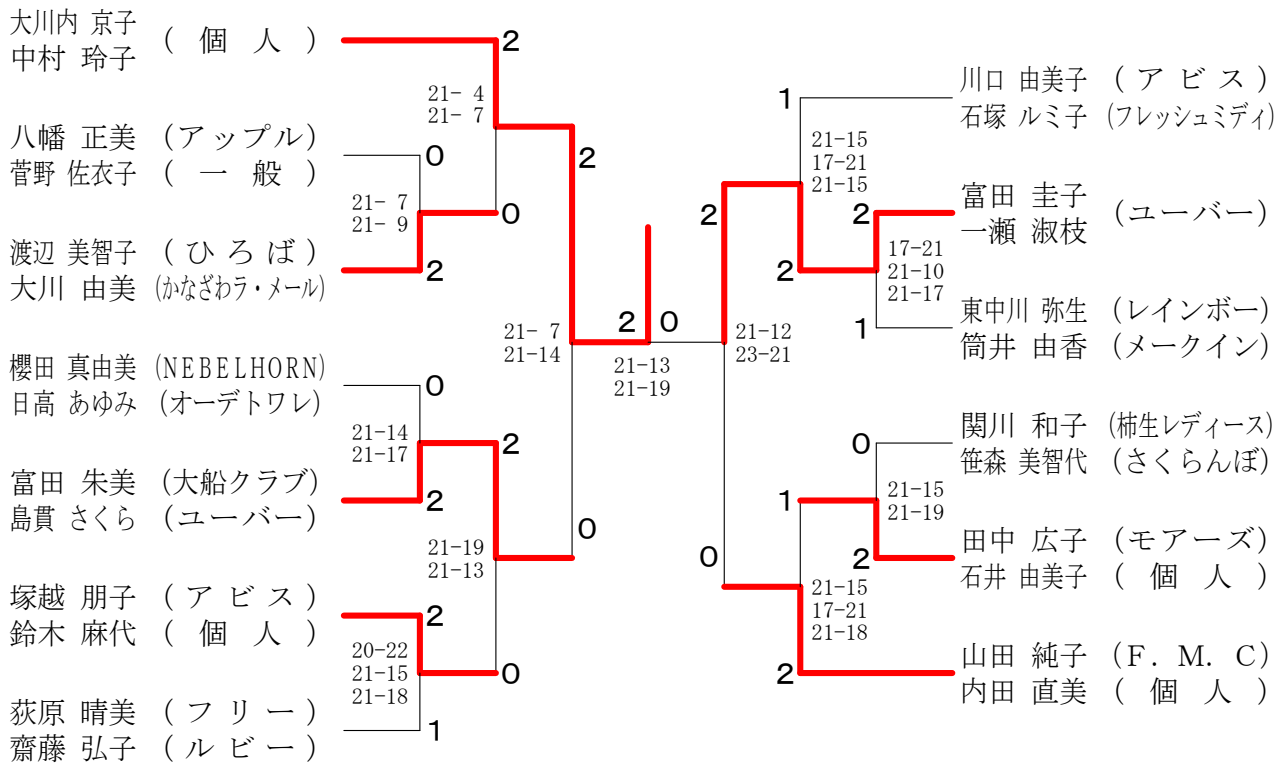 大川内 京子 ( 個 人 )
中村 玲子
2
21- 4
21- 7
八幡 正美 (アップル)
菅野 佐衣子 ( 一 般 )
0
2
21- 7
21- 9
0
渡辺 美智子 ( ひ ろ ば )
大川 由美 (かなざわラ・メール)
2
21- 7
21-14
櫻田 真由美 (NEBELHORN)
日高 あゆみ (オーデトワレ)
0
21-14
21-17
2
富田 朱美 (大船クラブ)
島貫 さくら (ユーバー)
2
0
21-19
21-13
塚越 朋子 ( ア ビ ス )
鈴木 麻代 ( 個 人 )
2
20-22
21-15
21-18
0
荻原 晴美 ( フ リ ー )
齋藤 弘子 ( ル ビ ー )
1
2 0
21-13
21-19
川口 由美子 ( ア ビ ス )
石塚 ルミ子 (フレッシュミディ)
1
21-15
17-21
21-15
富田 圭子 (ユーバー)
一瀬 淑枝
2
2
17-21
21-10
21-17
2
東中川 弥生 (レインボー)
筒井 由香 (メークイン)
1
21-12
23-21
関川 和子 (柿生レディース)
笹森 美智代 (さくらんぼ)
0
21-15
21-19
1
田中 広子 (モアーズ)
石井 由美子 ( 個 人 )
2
0
21-15
17-21
21-18
山田 純子 (F. M. C)
内田 直美 ( 個 人 )
2